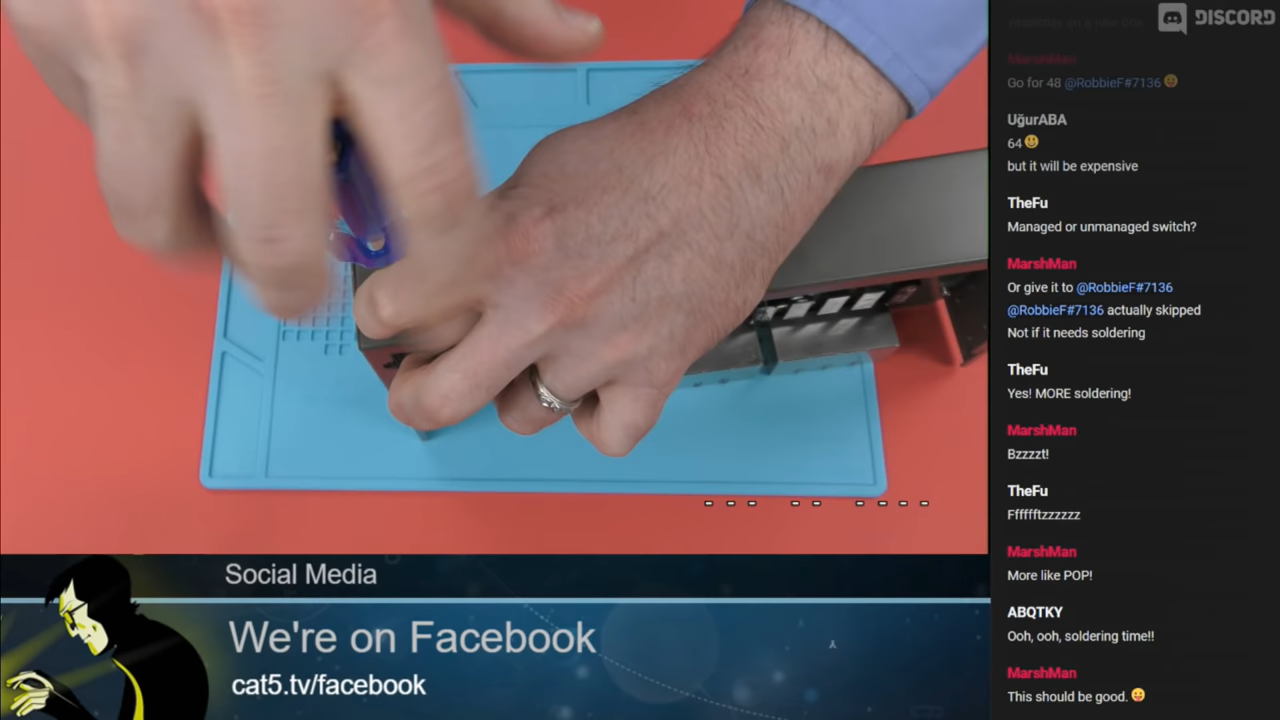 DISCORD
MarshMan
Go for 48 @RobbieF#7136
UğurABA
64
but it will be expensive
TheFu
Managed or unmanaged switch?
MarshMan
Or give it to @RobbieF#7136
@RobbieF#7136 actually skipped
Not if it needs soldering
TheFu
Yes! MORE soldering!
MarshMan
Bzzzzt!
TheFu
Fffffftzzzzzz
MarshMan
More like POP!
ABQTKY
Ooh, ooh, soldering time!!
MarshMan
This should be good.
Social Media
We're on Facebook
cat5.tv/facebook